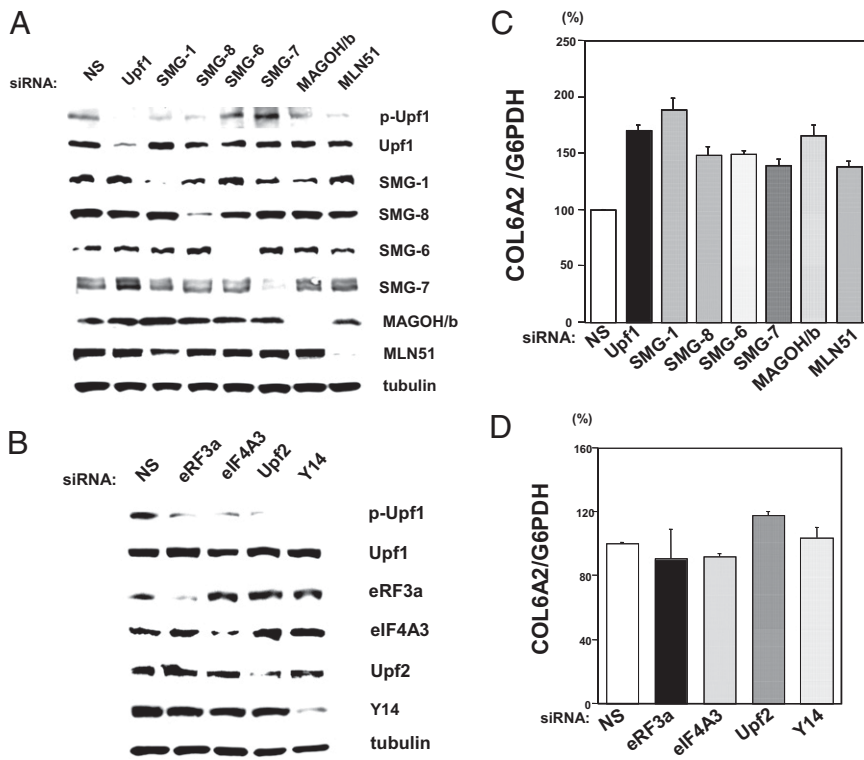 A
siRNA: NS Upf1 SMG-1 SMG-8 SMG-6 SMG-7 MAGOH/b MLN51
p-Upf1
Upf1
SMG-1
SMG-8
SMG-6
SMG-7
MAGOH/b
MLN51
tubulin
B
siRNA: NS eRF3a eIF4A3 Upf2 Y14
p-Upf1
Upf1
eRF3a
eIF4A3
Upf2
Y14
tubulin
C
(%)
COL6A2 /G6PDH
250
200
150
100
50
0
siRNA: NS Upf1 SMG-1 SMG-8 SMG-6 SMG-7 MAGOH/b MLN51
D
(%)
COL6A2/G6PDH
160
120
80
40
0
siRNA: NS eRF3a eIF4A3 Upf2 Y14